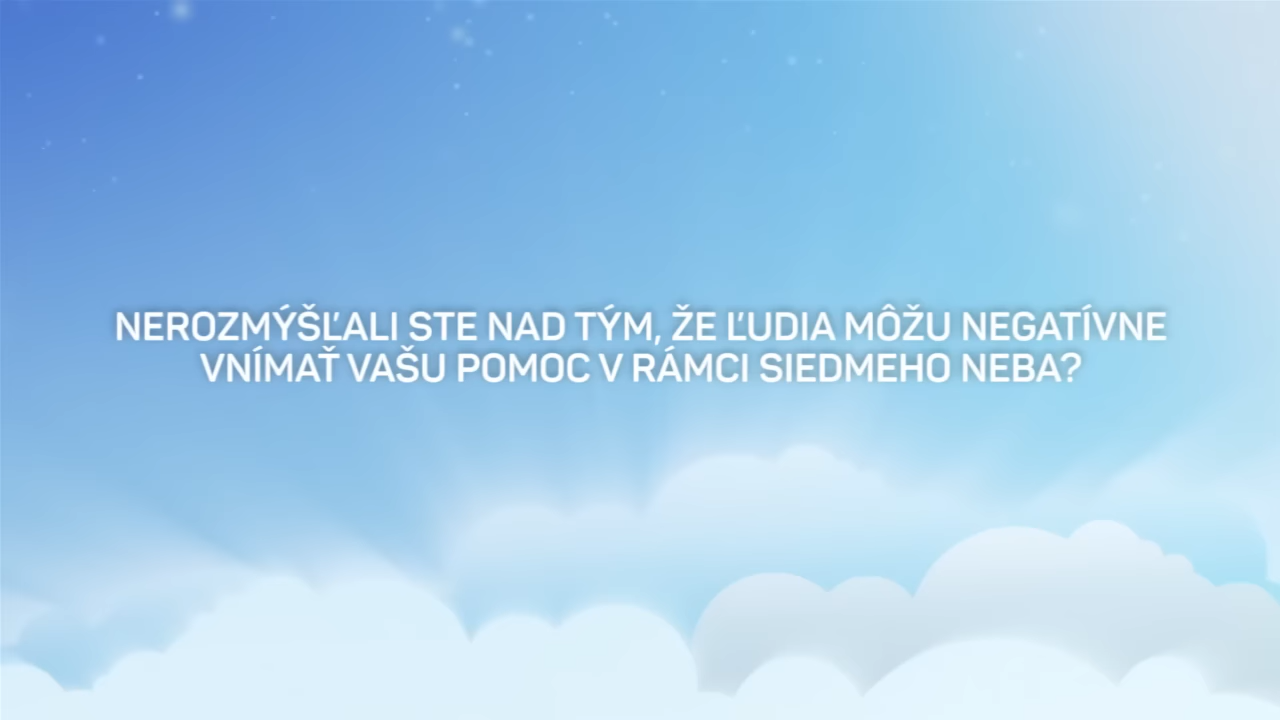 NEROZMÝŠĽALI STE NAD TÝM, ŽE ĽUDIA MÔŽU NEGATÍVNE
VNÍMAŤ VAŠU POMOC V RÁMCI SIEDMEHO NEBA?